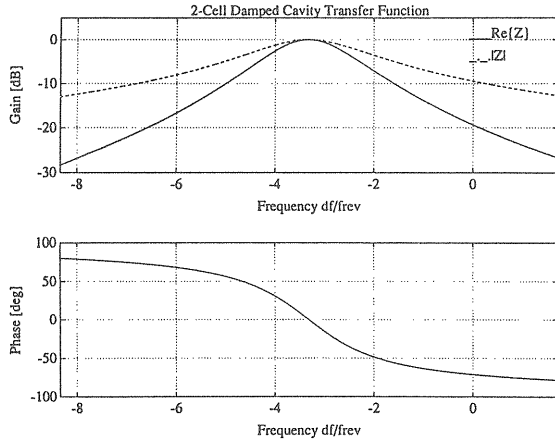 2-Cell Damped Cavity Transfer Function
Re{Z}
|Z|
Gain [dB]
0
-10
-20
-30
-8
-6
-4
-2
0
Frequency df/frev
Phase [deg]
100
50
0
-50
-100
-8
-6
-4
-2
0
Frequency df/frev